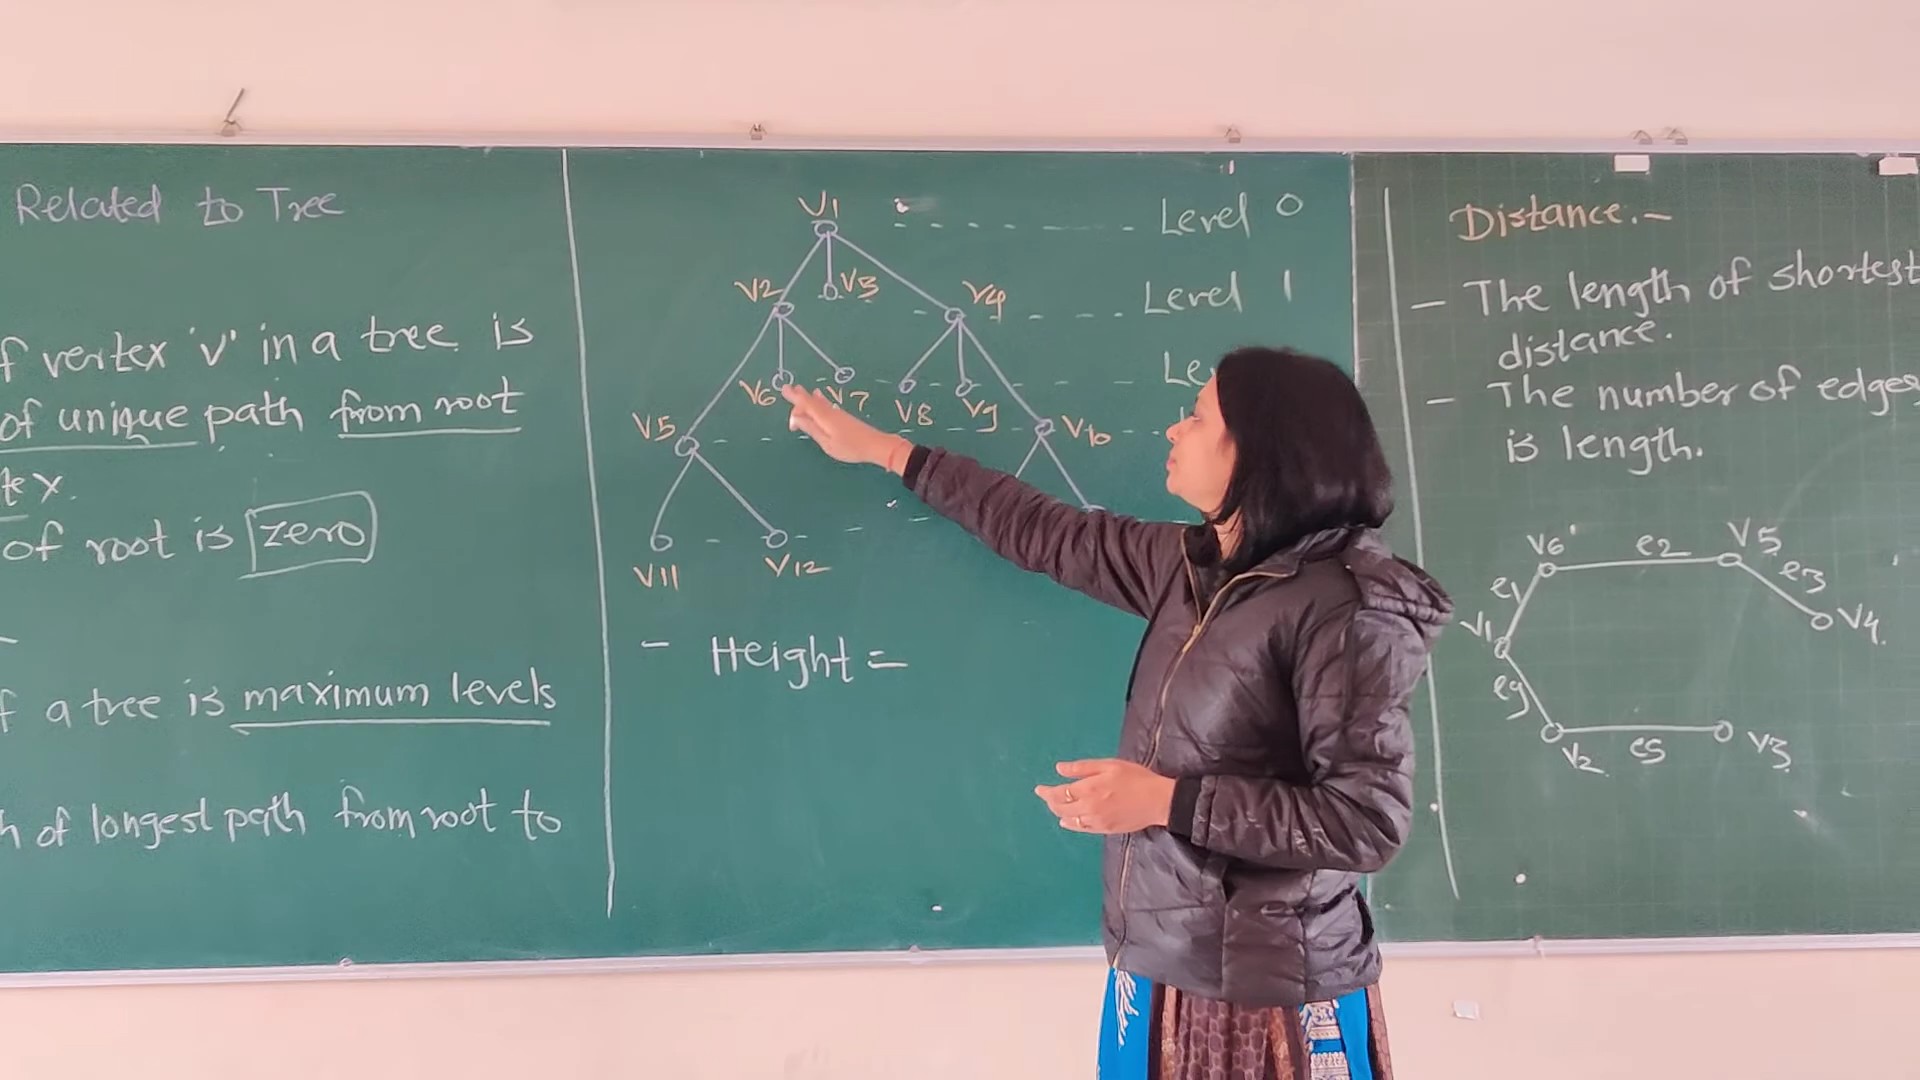 Related to Tree
f vertex 'v' in a tree is
of unique path from root
tex.
of root is zero
f a tree is maximum levels
h of longest path from root to
V1
Level 0
V2
V3
V4
Level 1
V6
V7
V8
V9
Le
V5
V10
V11
V12
- Height =
Distance.-
- The length of shortest
distance.
- The number of edges
is length.
V6
e2
V5
e1
e3
V1
V4.
e9
V2
e5
V3